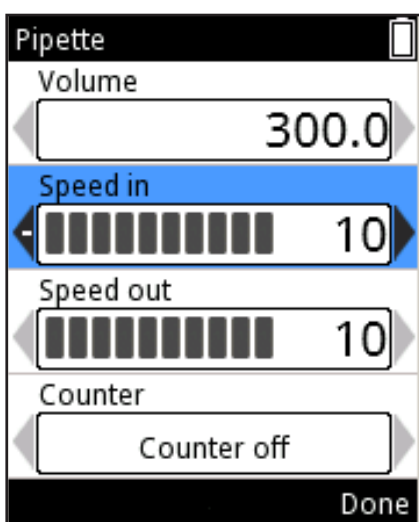 Pipette
Volume
300.0
Speed in
- 10
Speed out
10
Counter
Counter off
Done